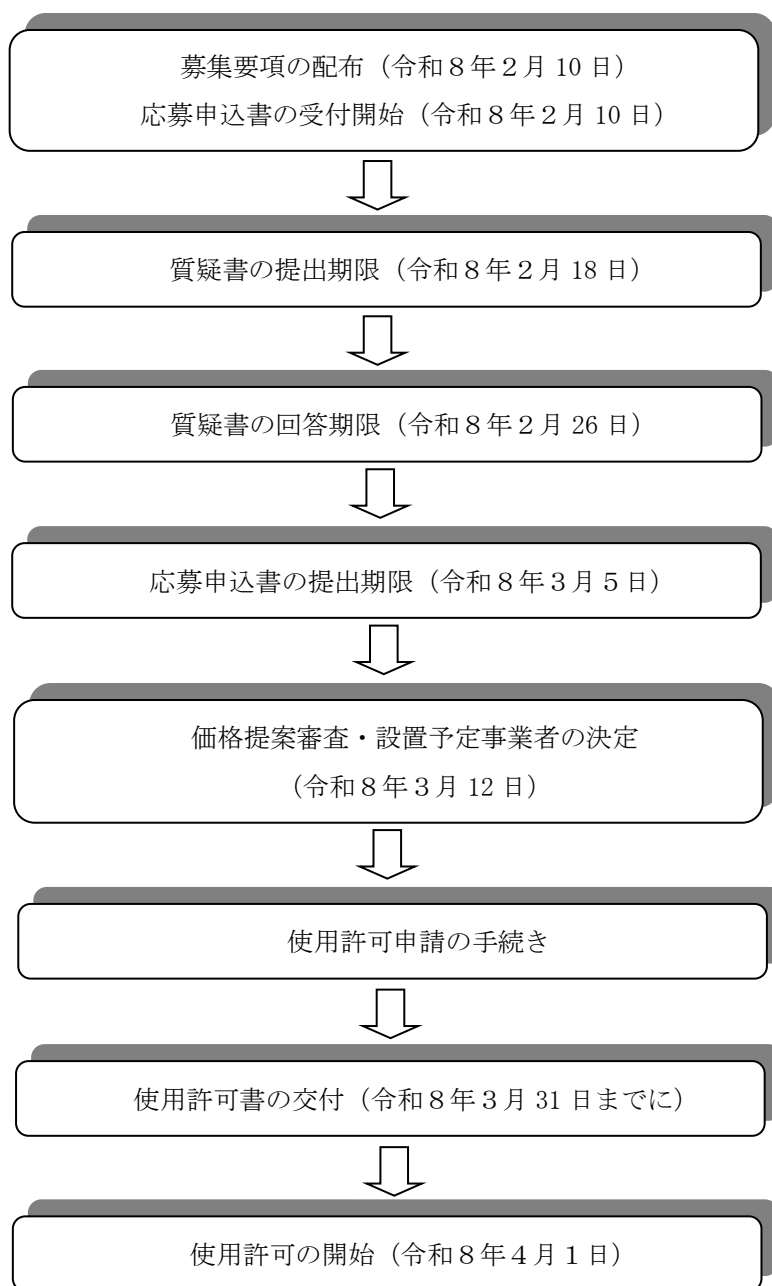 募集要項の配布（令和８年２月 10 日）
応募申込書の受付開始（令和８年２月 10 日）
質疑書の提出期限（令和８年２月 18 日）
質疑書の回答期限（令和８年２月 26 日）
応募申込書の提出期限（令和８年３月５日）
価格提案審査・設置予定事業者の決定
（令和８年３月 12 日）
使用許可申請の手続き
使用許可書の交付（令和８年３月 31 日までに）
使用許可の開始（令和８年４月１日）